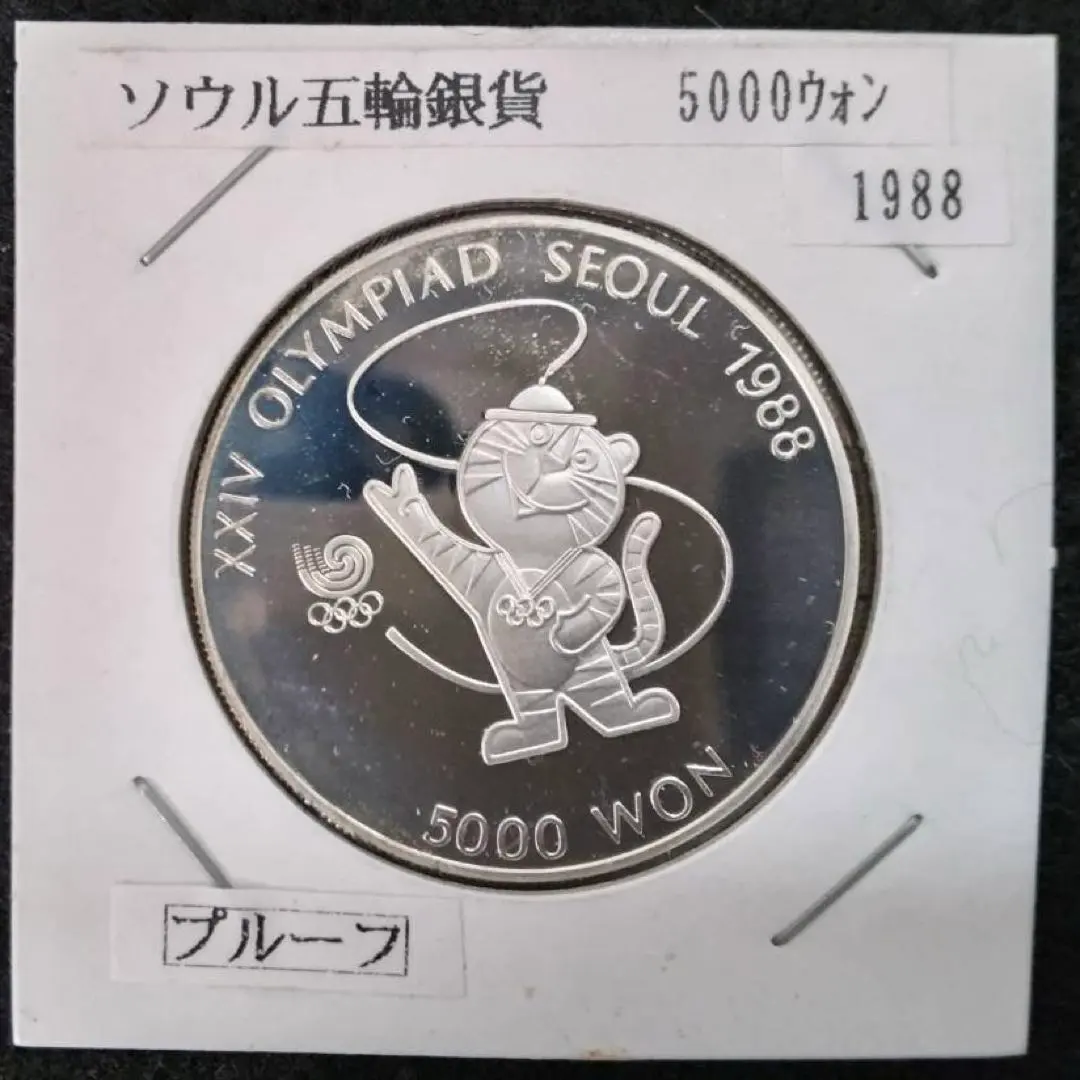 ソウル五輪銀貨 5000ウォン
1988
XXIV OLYMPIAD SEOUL 1988
5000 WON
プルーフ